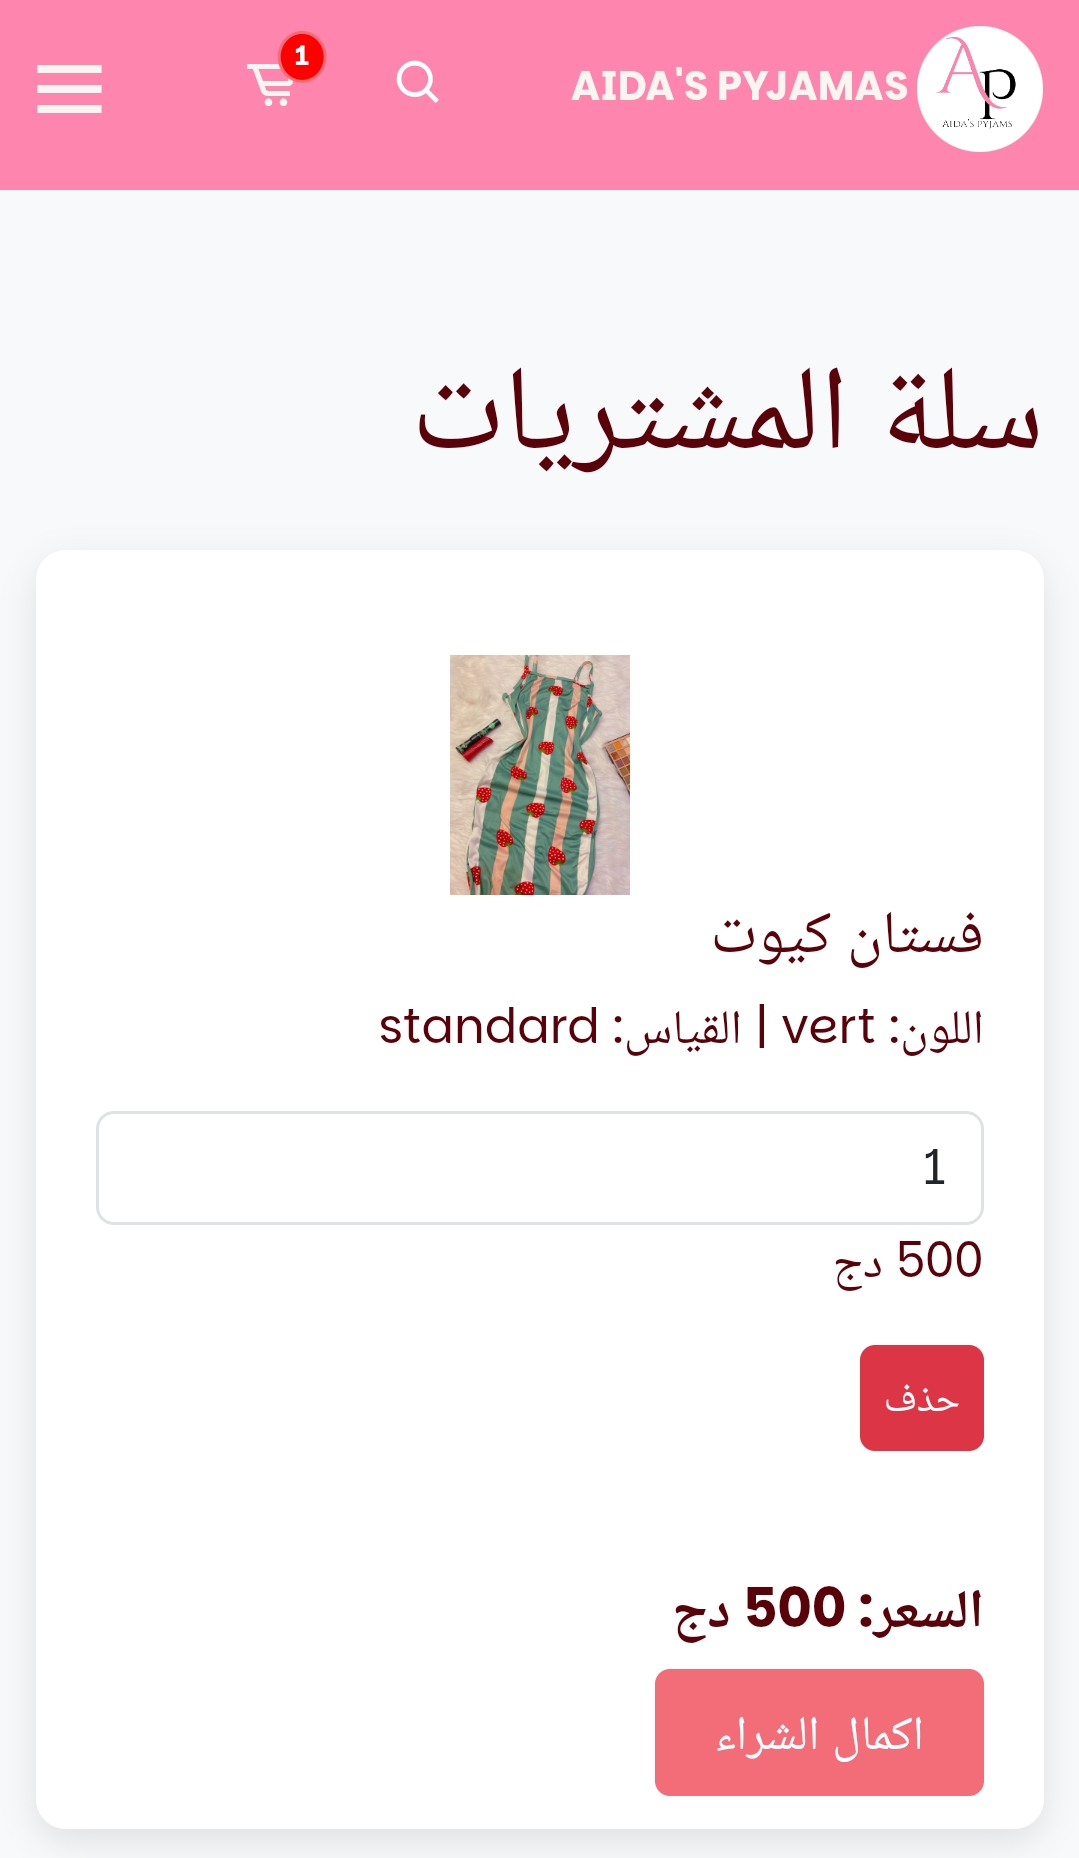 1
AIDA'S PYJAMAS
Ap
AIDA'S PYJAMS
سلة المشتريات
فستان كيوت
اللون: vert | القياس: standard
1
500 دج
حذف
السعر: 500 دج
اكمال الشراء